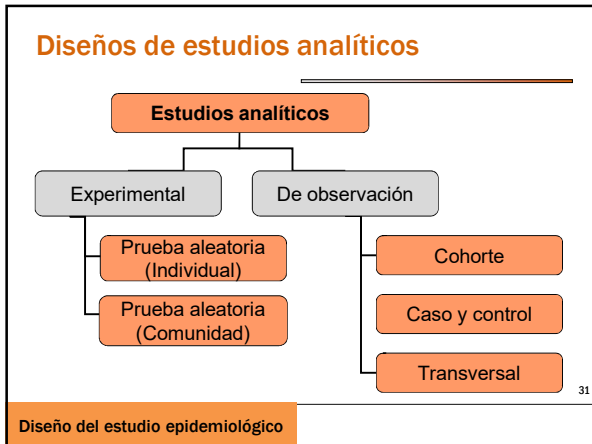 Diseños de estudios analíticos
Estudios analíticos
Experimental
De observación
Prueba aleatoria
(Individual)
Prueba aleatoria
(Comunidad)
Cohorte
Caso y control
Transversal
31
Diseño del estudio epidemiológico